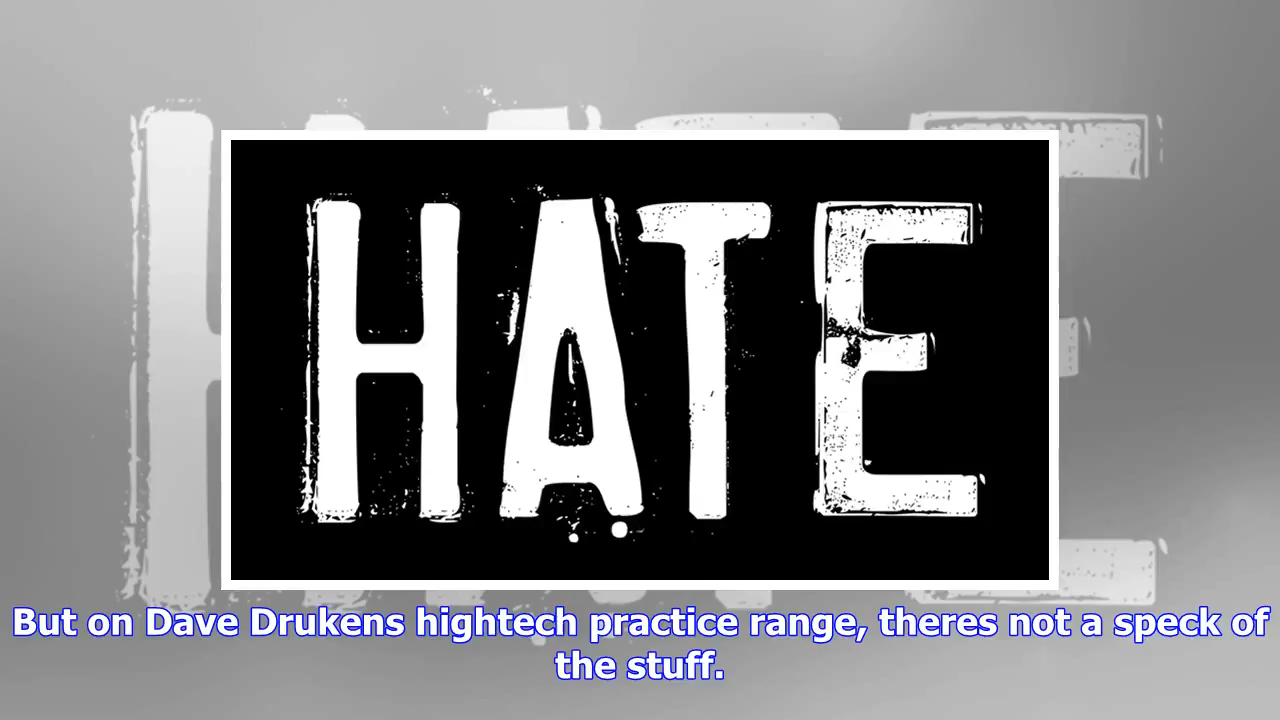 HATE
But on Dave Drukens hightech practice range, theres not a speck of
the stuff.